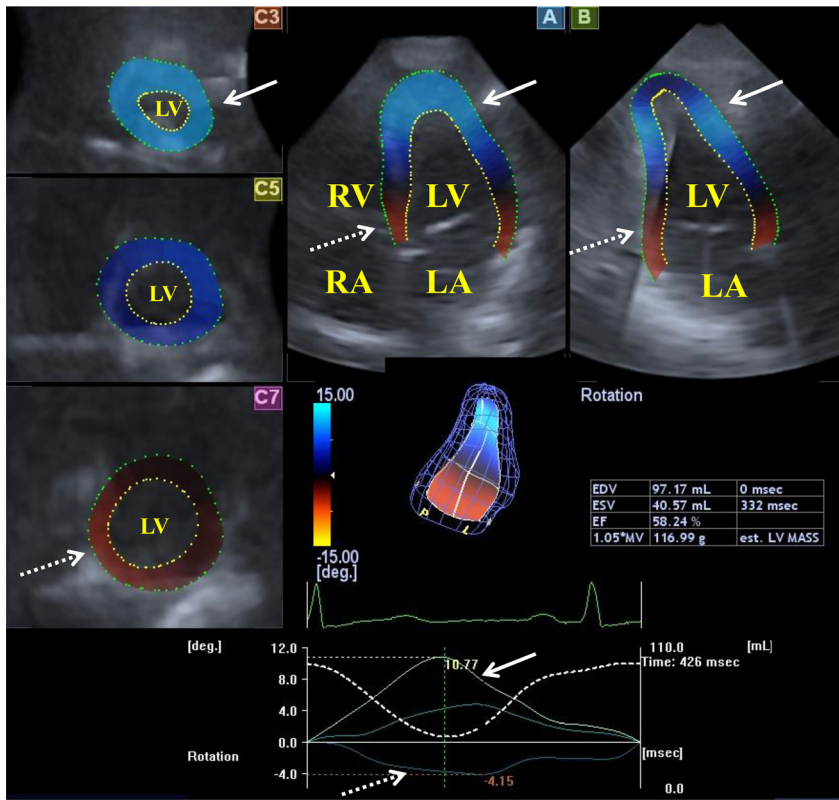 C3
A
B
LV
C5
LV
C7
LV
RV LV
RA LA
LV
LA
15.00
-15.00
[deg.]
P L
Rotation
EDV 97.17 mL 0 msec
ESV 40.57 mL 332 msec
EF 58.24 %
1.05*MV 116.99 g est. LV MASS
[deg.] 12.0 110.0 [mL]
10.77 Time: 426 msec
8.0
4.0
0.0
Rotation [msec]
-4.0 -4.15 0.0